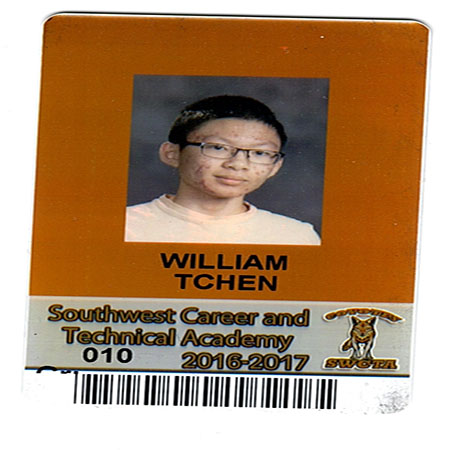 WILLIAM
TCHEN
Southwest Career and
Technical Academy
010
2016-2017
SWCTA